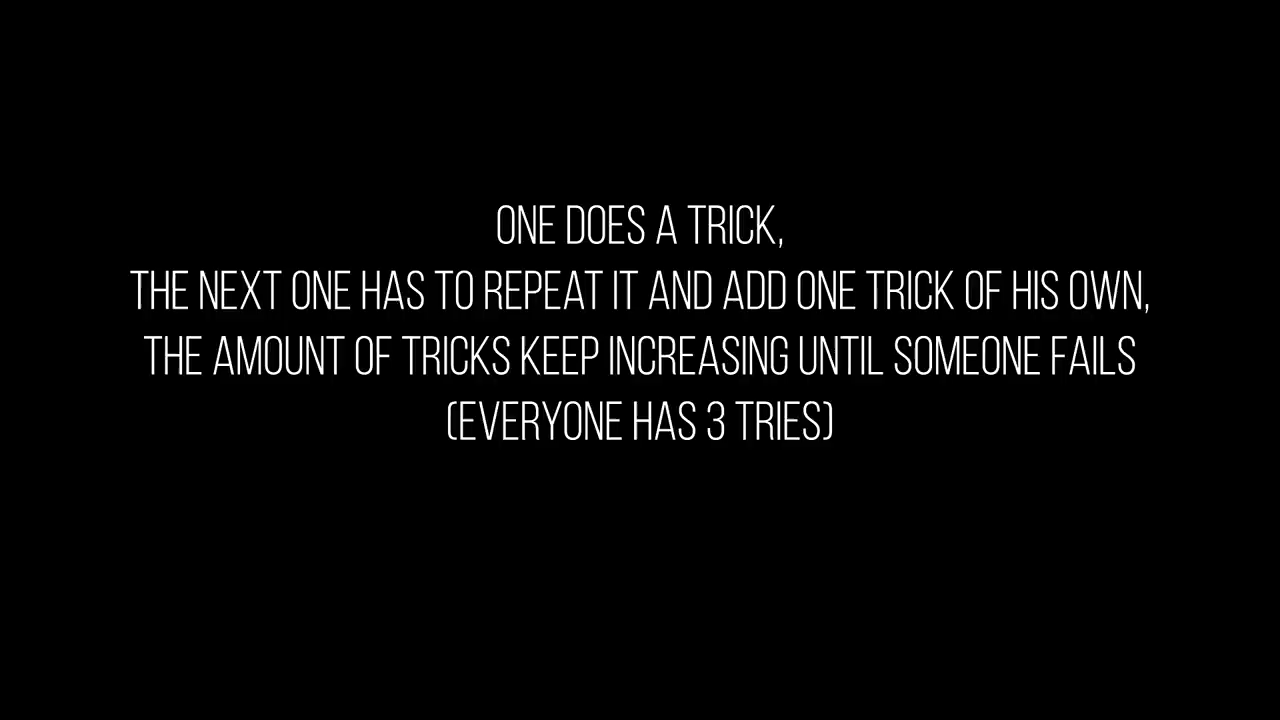 ONE DOES A TRICK,
THE NEXT ONE HAS TO REPEAT IT AND ADD ONE TRICK OF HIS OWN,
THE AMOUNT OF TRICKS KEEP INCREASING UNTIL SOMEONE FAILS
(EVERYONE HAS 3 TRIES)